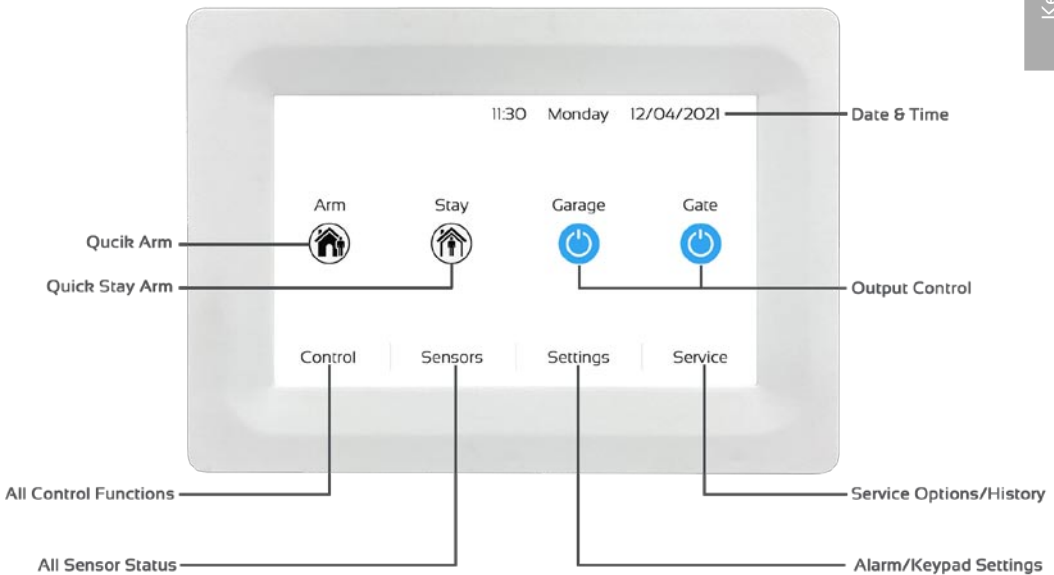 11:30 Monday 12/04/2021
Date & Time
Arm Stay Garage Gate
Qucik Arm
Quick Stay Arm
Output Control
Control Sensors Settings Service
All Control Functions
Service Options/History
All Sensor Status
Alarm/Keypad Settings